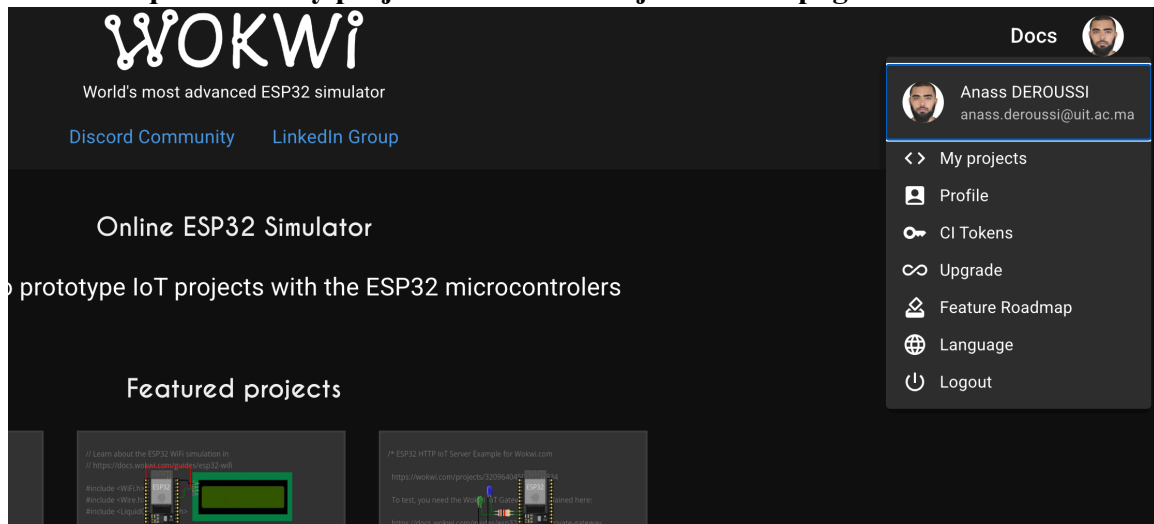 WOKWi
World's most advanced ESP32 simulator
Discord Community LinkedIn Group
Docs
Anass DEROUSSI
anass.deroussi@uit.ac.ma
My projects
Profile
CI Tokens
Upgrade
Feature Roadmap
Language
Logout
Online ESP32 Simulator
prototype IoT projects with the ESP32 microcontrolers
Featured projects
// Learn about the ESP32 WiFi simulation in
// https://docs.wokwi.com/guides/esp32-wifi
#include <WiFi.h>
#include <Wire.h>
#include
/* ESP32 HTTP IoT Server Example for Wokwi.com
https://wokwi.com/projects/
To test, you need the
ESP32
ESP32